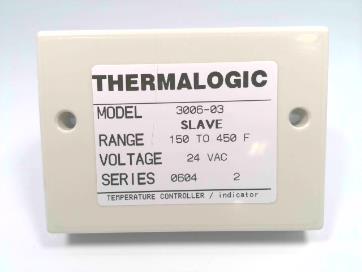 THERMALOGIC
MODEL 3006-03
SLAVE
RANGE 150 TO 450 F
VOLTAGE 24 VAC
SERIES 0604 2
TEMPERATURE CONTROLLER / indicator